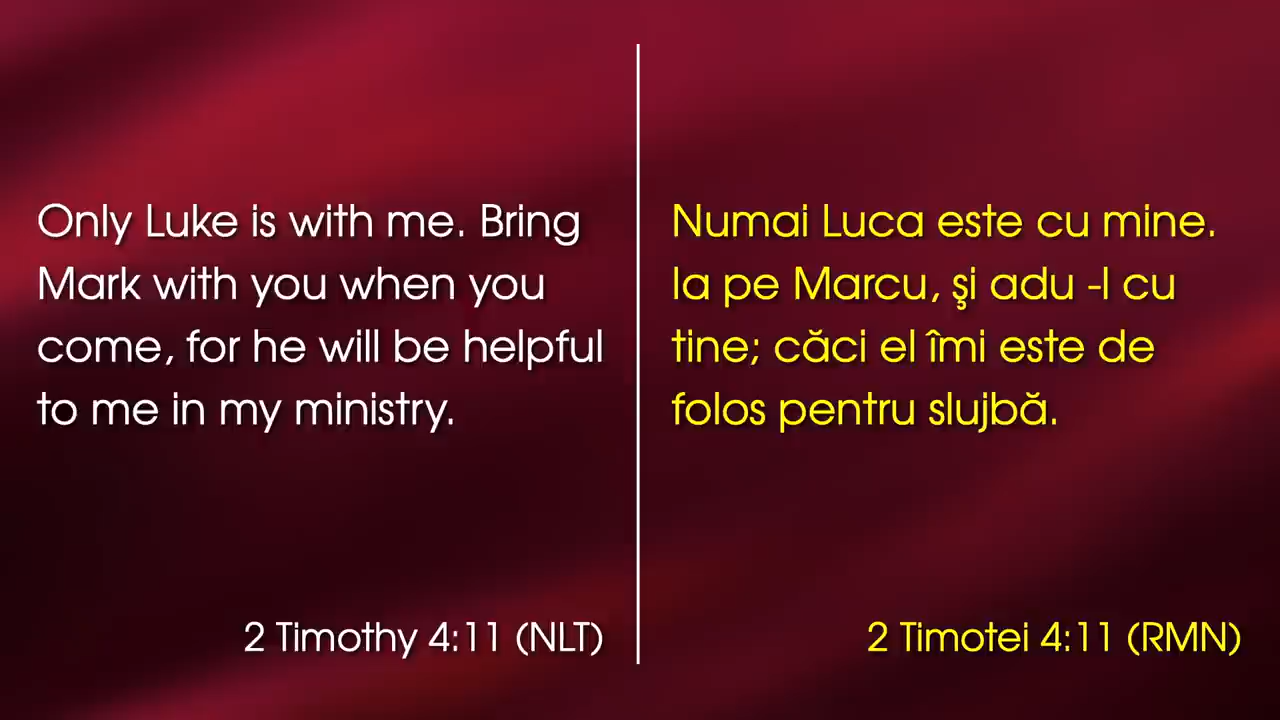 Only Luke is with me. Bring
Mark with you when you
come, for he will be helpful
to me in my ministry.
2 Timothy 4:11 (NLT)
Numai Luca este cu mine.
Ia pe Marcu, şi adu -l cu
tine; căci el îmi este de
folos pentru slujbă.
2 Timotei 4:11 (RMN)